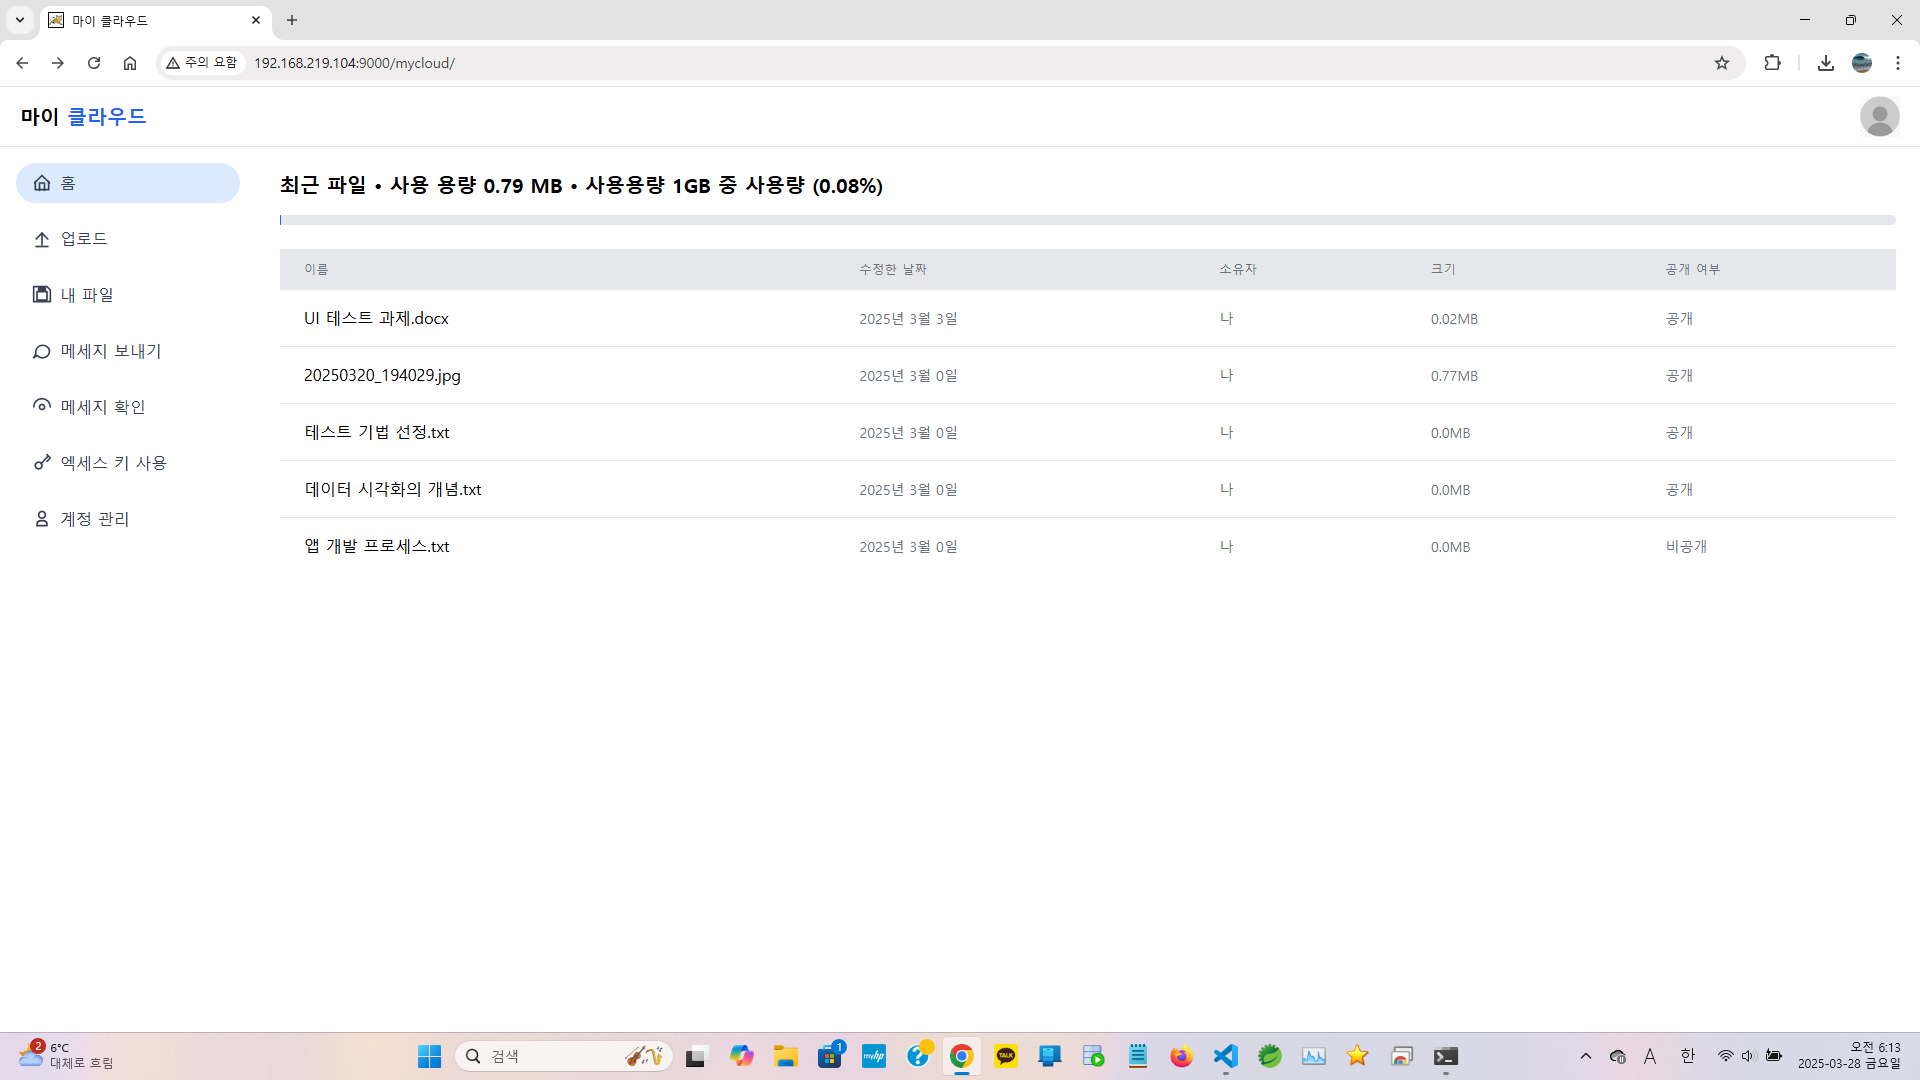 마이 클라우드
주의 요함
192.168.219.104:9000/mycloud/
마이 클라우드
홈
업로드
내 파일
메세지 보내기
메세지 확인
엑세스 키 사용
계정 관리
최근 파일 • 사용 용량 0.79 MB • 사용용량 1GB 중 사용량 (0.08%)
이름 수정한 날짜 소유자 크기 공개 여부
UI 테스트 과제.docx 2025년 3월 3일 나 0.02MB 공개
20250320_194029.jpg 2025년 3월 0일 나 0.77MB 공개
테스트 기법 선정.txt 2025년 3월 0일 나 0.0MB 공개
데이터 시각화의 개념.txt 2025년 3월 0일 나 0.0MB 공개
앱 개발 프로세스.txt 2025년 3월 0일 나 0.0MB 비공개
2
6°C
대체로 흐림
검색
1
myhp
TALK
A
한
오전 6:13
2025-03-28 금요일